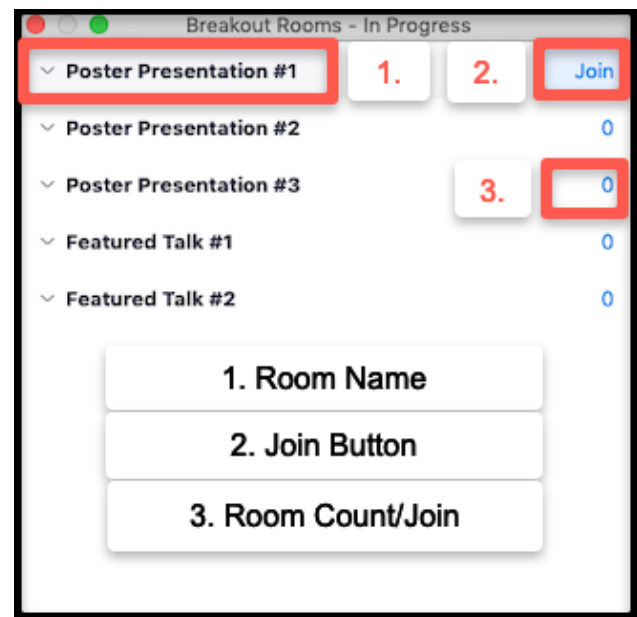 Breakout Rooms - In Progress
Poster Presentation #1 1. 2. Join
Poster Presentation #2 0
Poster Presentation #3 3. 0
Featured Talk #1 0
Featured Talk #2 0
1. Room Name
2. Join Button
3. Room Count/Join